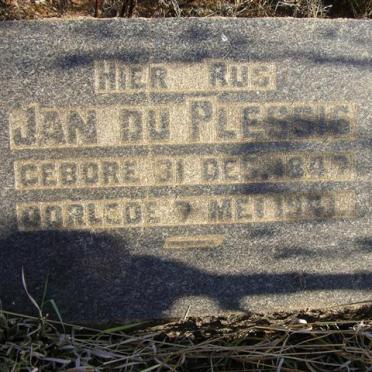 HIER RUS
JAN DU PLESSIS
GEBORE 31 DES. 1847
OORLEDE 7 MEI